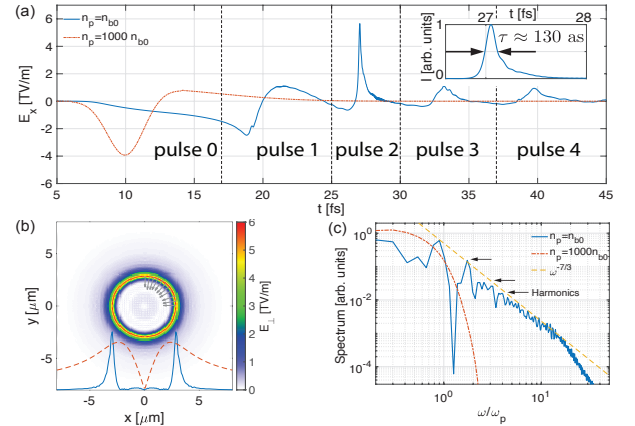 (a)
n_p=n_b0
n_p=1000 n_b0
E_x [TV/m]
6
4
2
0
-2
-4
-6
pulse 0
pulse 1
pulse 2
pulse 3
pulse 4
5
10
15
20
25
30
35
40
45
t [fs]
t [fs]
27
28
I [arb. units]
1
0
τ ≈ 130 as
(b)
y [μm]
5
0
-5
-5
0
5
x [μm]
6
5
4
3
2
1
0
E_⊥ [TV/m]
(c)
n_p=n_b0
n_p=1000n_b0
ω^-7/3
Harmonics
Spectrum [arb. units]
10^0
10^-2
10^-4
10^0
10^1
ω/ω_p